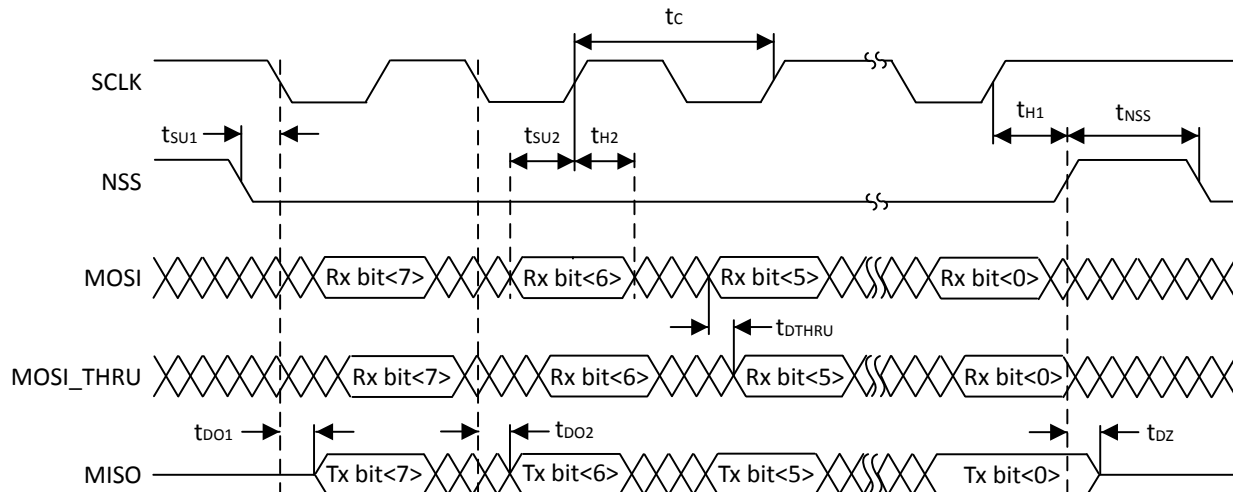 tC
SCLK
tSU1
tSU2
tH2
tH1
tNSS
NSS
MOSI
Rx bit<7>
Rx bit<6>
Rx bit<5>
Rx bit<0>
tDTHRU
MOSI_THRU
Rx bit<7>
Rx bit<6>
Rx bit<5>
Rx bit<0>
tDO1
tDO2
tDZ
MISO
Tx bit<7>
Tx bit<6>
Tx bit<5>
Tx bit<0>